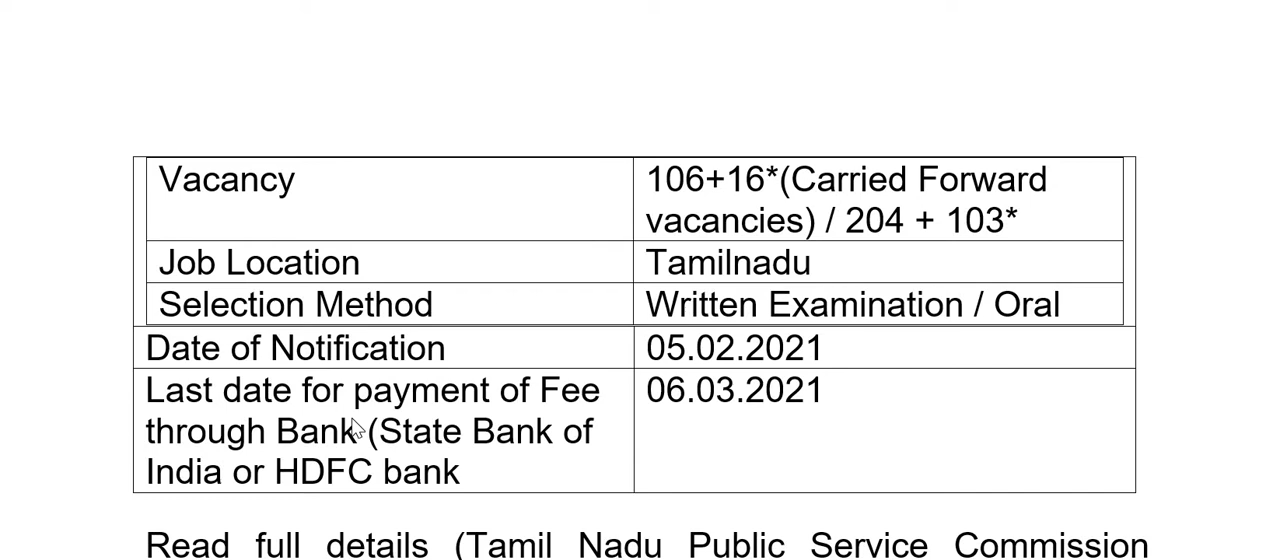 Vacancy
106+16*(Carried Forward
vacancies) / 204 + 103*
Job Location
Tamilnadu
Selection Method
Written Examination / Oral
Date of Notification
05.02.2021
Last date for payment of Fee
through Bank (State Bank of
India or HDFC bank
06.03.2021
Read full details (Tamil Nadu Public Service Commission